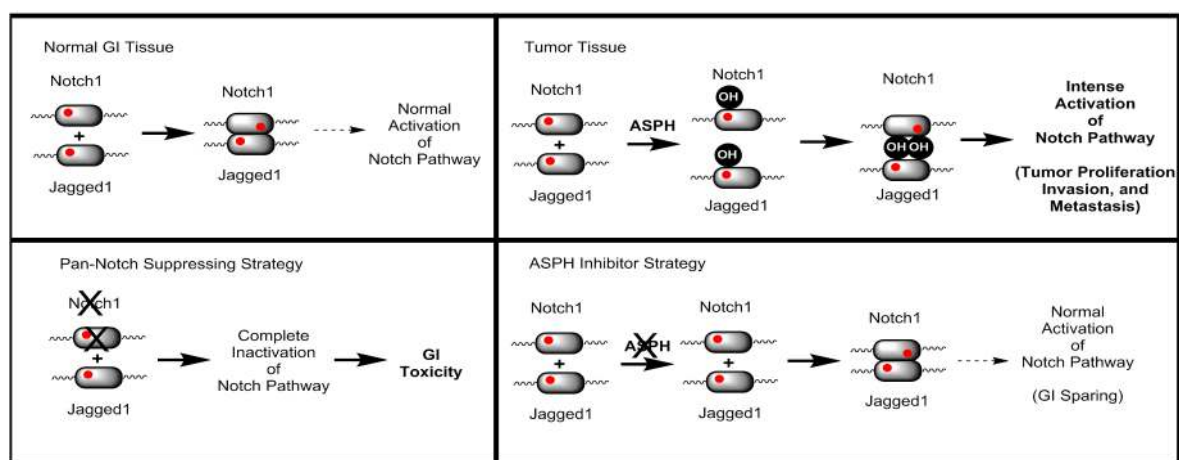 Normal GI Tissue
Notch1
+
Jagged1
Notch1
Jagged1
Normal
Activation
of
Notch Pathway
Tumor Tissue
Notch1
+
Jagged1
ASPH
Notch1
OH
OH
Jagged1
Notch1
OH OH
Jagged1
Intense
Activation
of
Notch Pathway
(Tumor Proliferation
Invasion, and
Metastasis)
Pan-Notch Suppressing Strategy
Notch1
+
Jagged1
Complete
Inactivation
of
Notch Pathway
GI
Toxicity
ASPH Inhibitor Strategy
Notch1
+
Jagged1
ASPH
Notch1
+
Jagged1
Notch1
Jagged1
Normal
Activation
of
Notch Pathway
(GI Sparing)